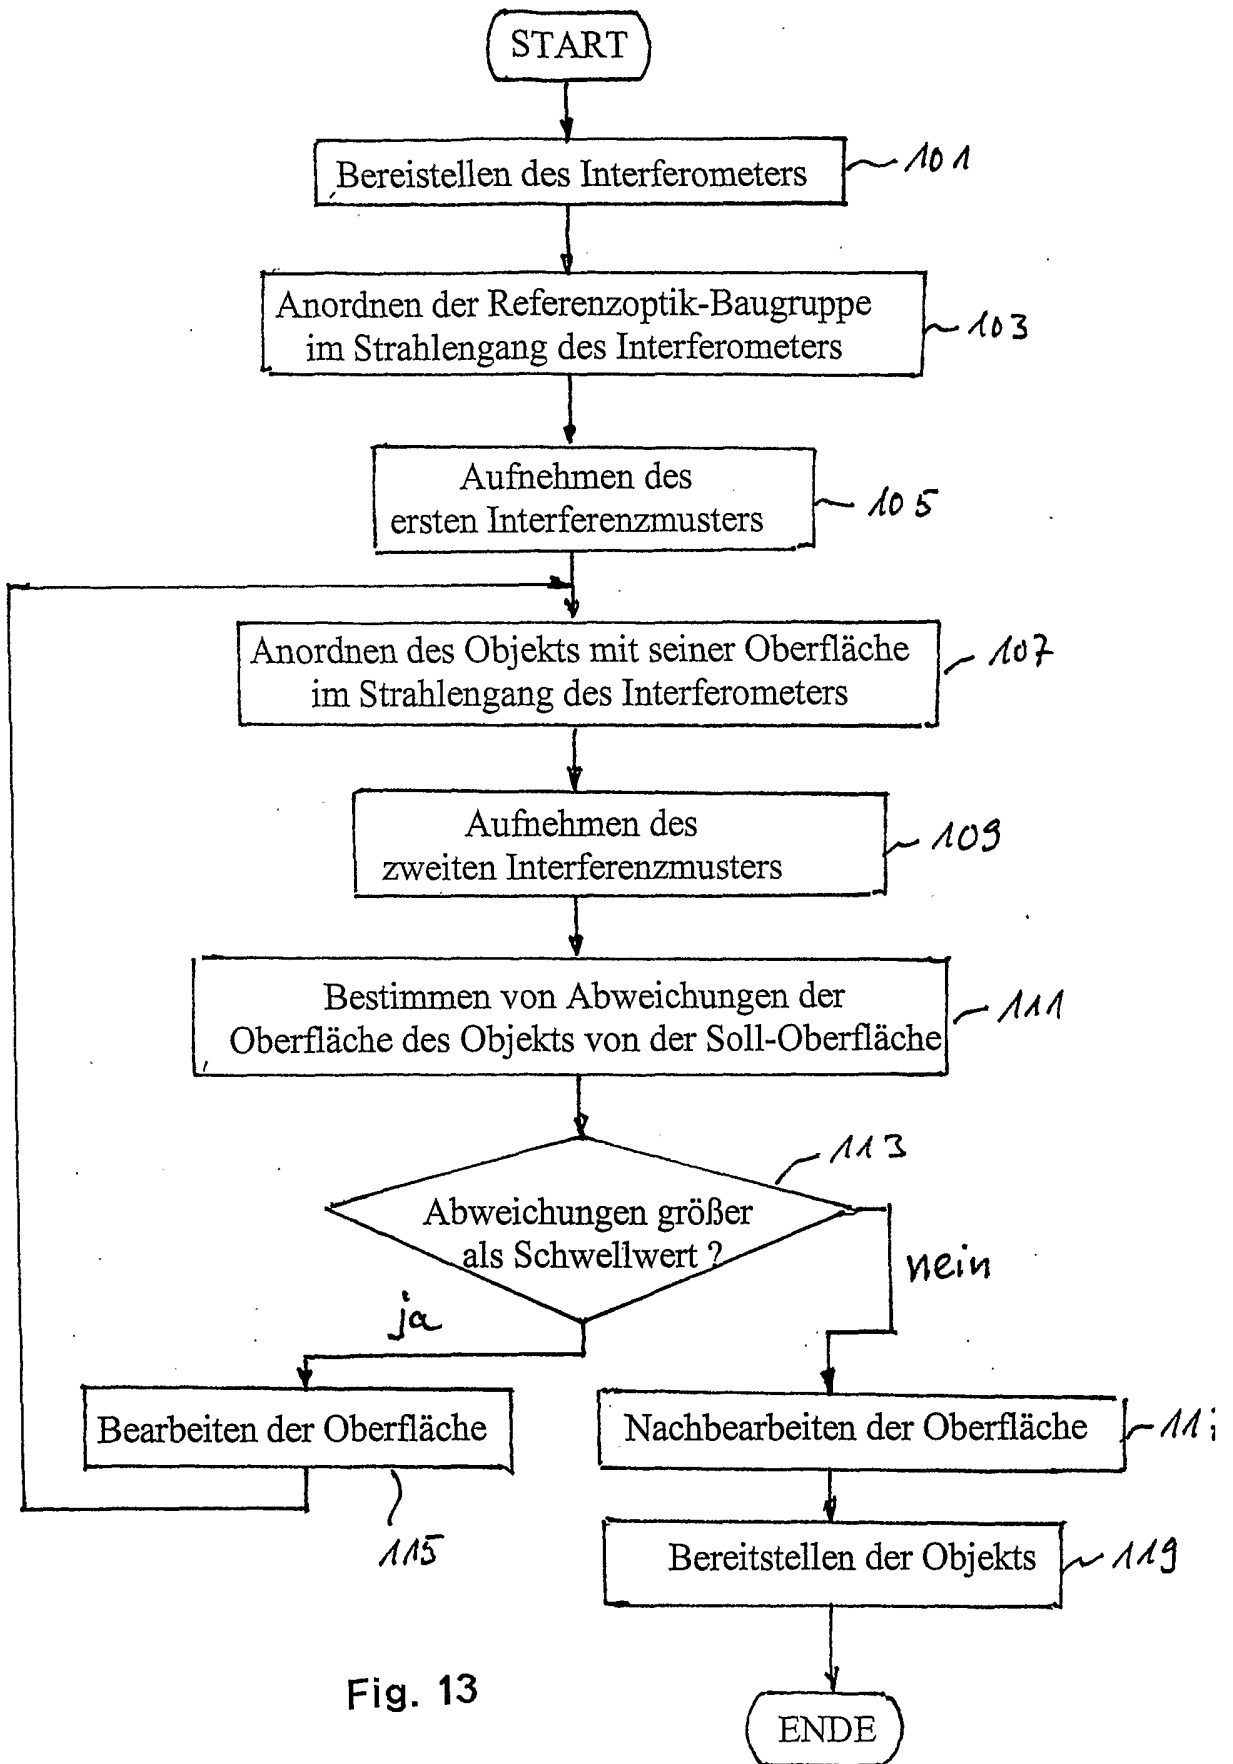 START
Bereistellen des Interferometers
101
Anordnen der Referenzoptik-Baugruppe
im Strahlengang des Interferometers
103
Aufnehmen des
ersten Interferenzmusters
105
Anordnen des Objekts mit seiner Oberfläche
im Strahlengang des Interferometers
107
Aufnehmen des
zweiten Interferenzmusters
109
Bestimmen von Abweichungen der
Oberfläche des Objekts von der Soll-Oberfläche
111
113
Abweichungen größer
als Schwellwert ?
nein
ja
Bearbeiten der Oberfläche
115
Nachbearbeiten der Oberfläche
Bereitstellen der Objekts
119
Fig. 13
ENDE